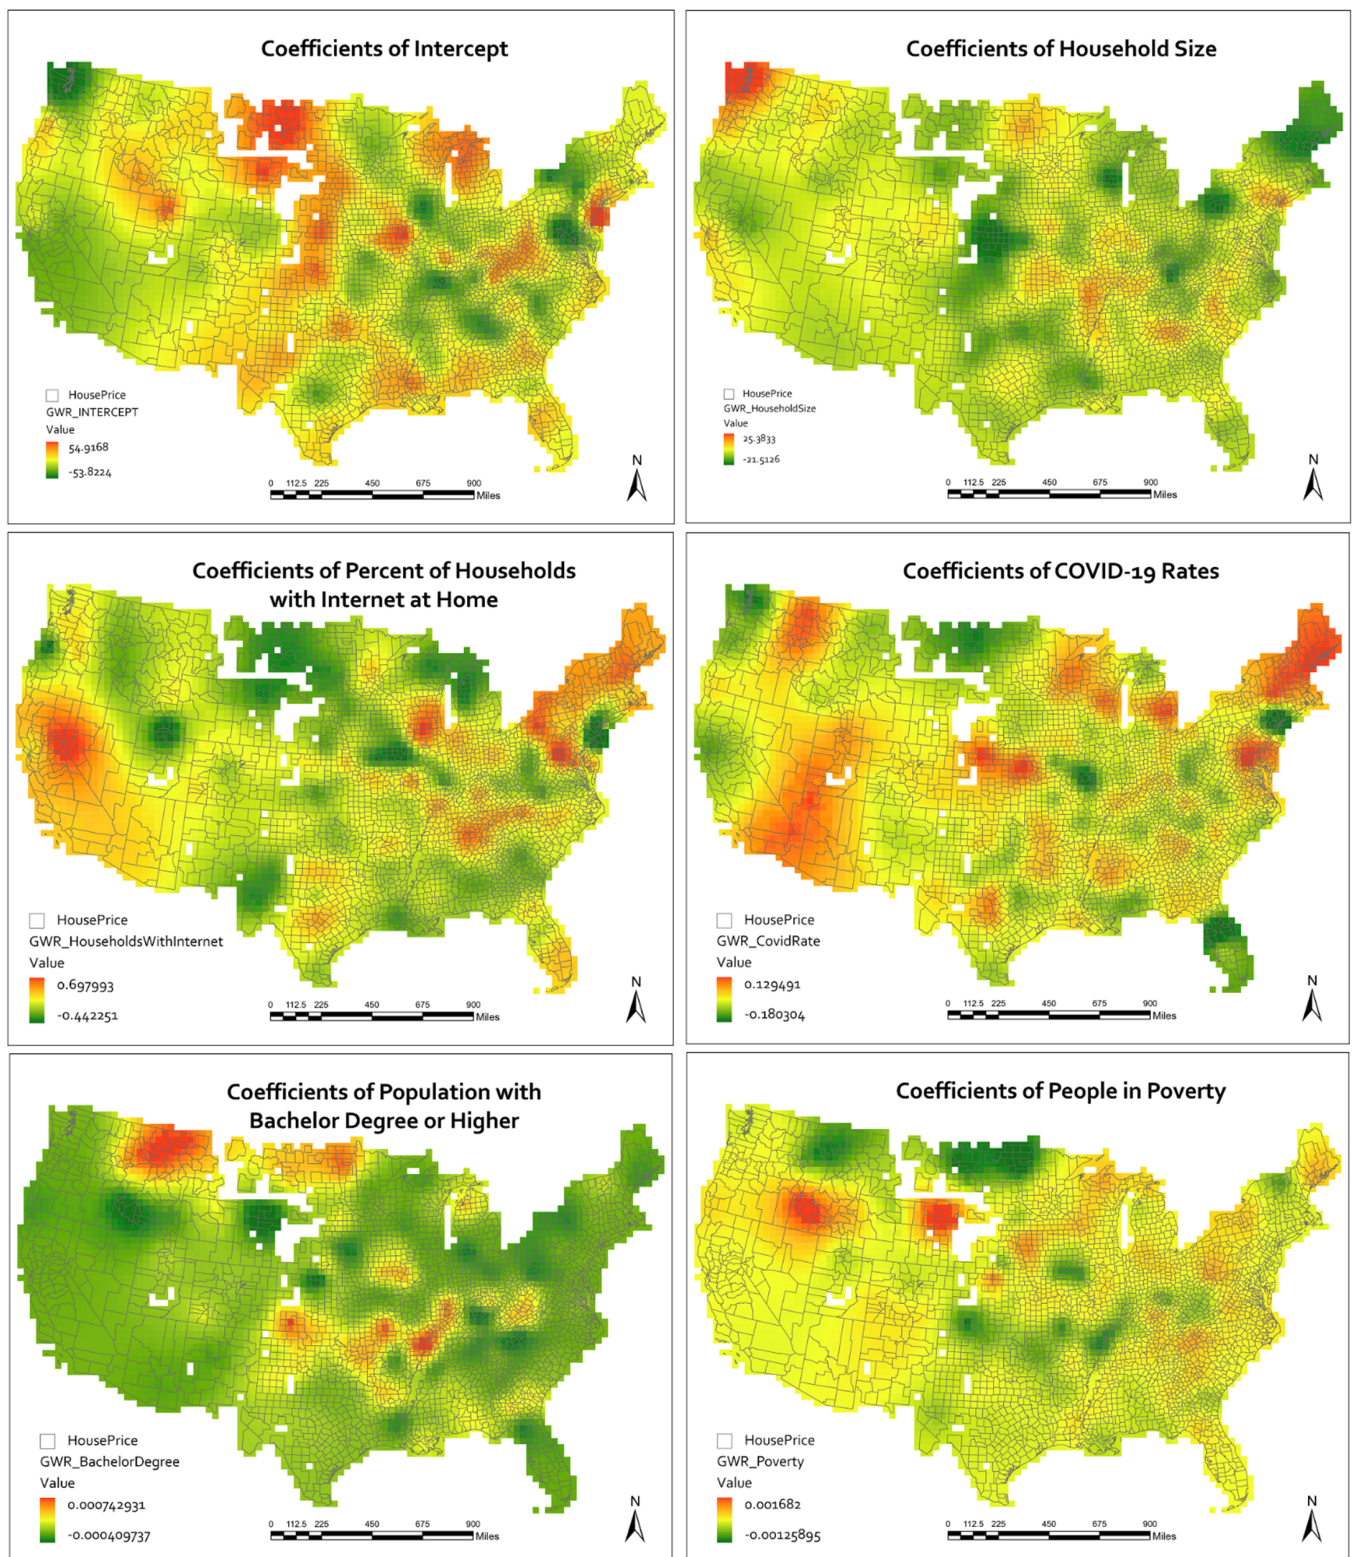 Coefficients of Intercept
HousePrice
GWR_INTERCEPT
Value
54.9168
-53.8224
N
0 112.5 225 450 675 900
Miles
Coefficients of Household Size
HousePrice
GWR_HouseholdSize
Value
25.3833
-21.5126
N
0 112.5 225 450 675 900
Miles
Coefficients of Percent of Households
with Internet at Home
HousePrice
GWR_HouseholdsWithInternet
Value
0.697993
-0.442251
N
0 112.5 225 450 675 900
Miles
Coefficients of COVID-19 Rates
HousePrice
GWR_CovidRate
Value
0.129491
-0.180304
N
0 112.5 225 450 675 900
Miles
Coefficients of Population with
Bachelor Degree or Higher
HousePrice
GWR_BachelorDegree
Value
0.000742931
-0.000409737
N
0 112.5 225 450 675 900
Miles
Coefficients of People in Poverty
HousePrice
GWR_Poverty
Value
0.001682
-0.00125895
N
0 112.5 225 450 675 900
Miles